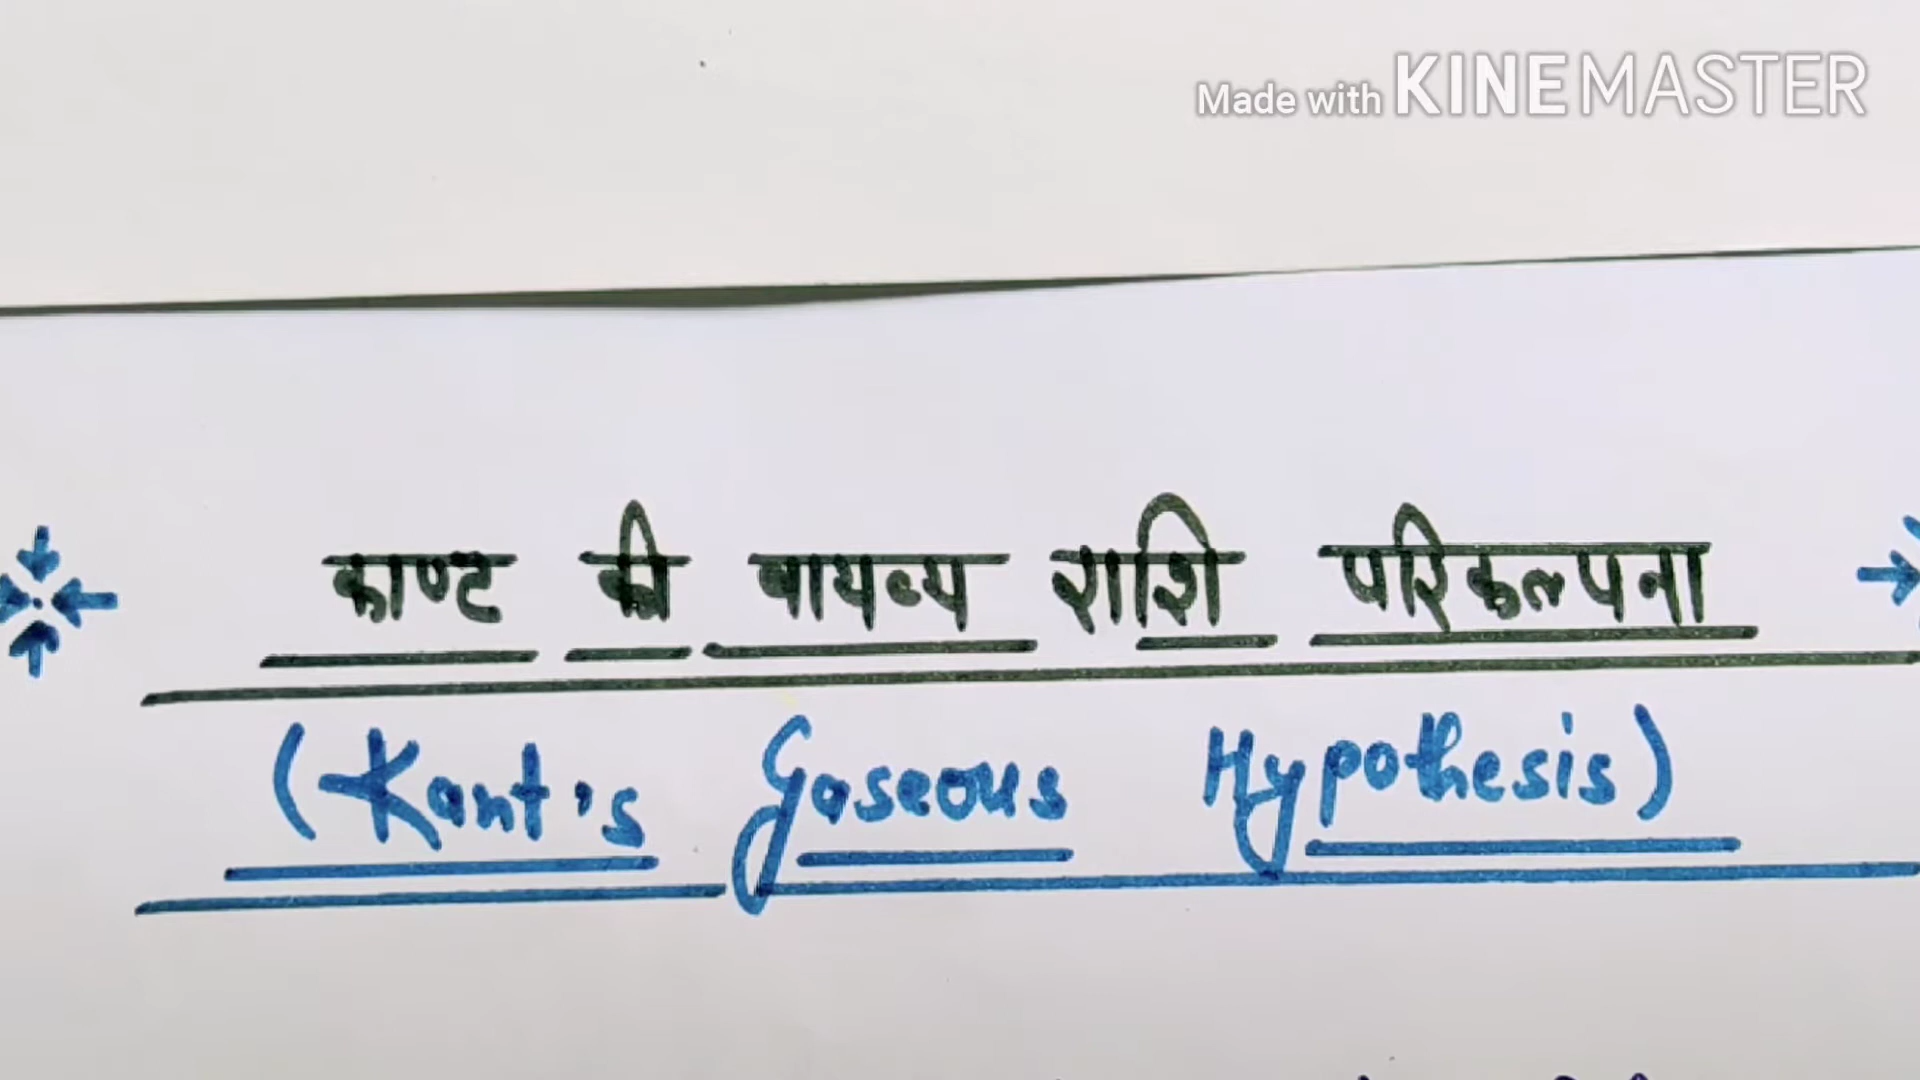 Made with KINEMASTER
काण्ट की वायव्य राशि परिकल्पना
(Kant's Gaseous Hypothesis)